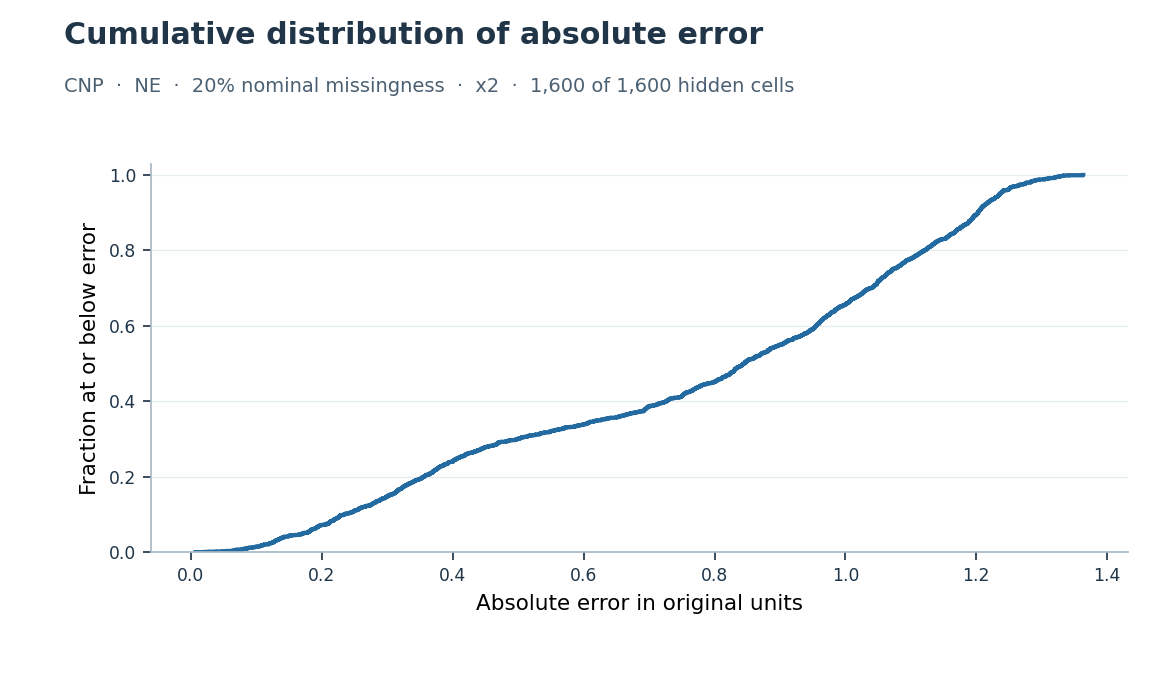 Cumulative distribution of absolute error
CNP · NE · 20% nominal missingness · x2 · 1,600 of 1,600 hidden cells
Fraction at or below error
1.0
0.8
0.6
0.4
0.2
0.0
0.0 0.2 0.4 0.6 0.8 1.0 1.2 1.4
Absolute error in original units